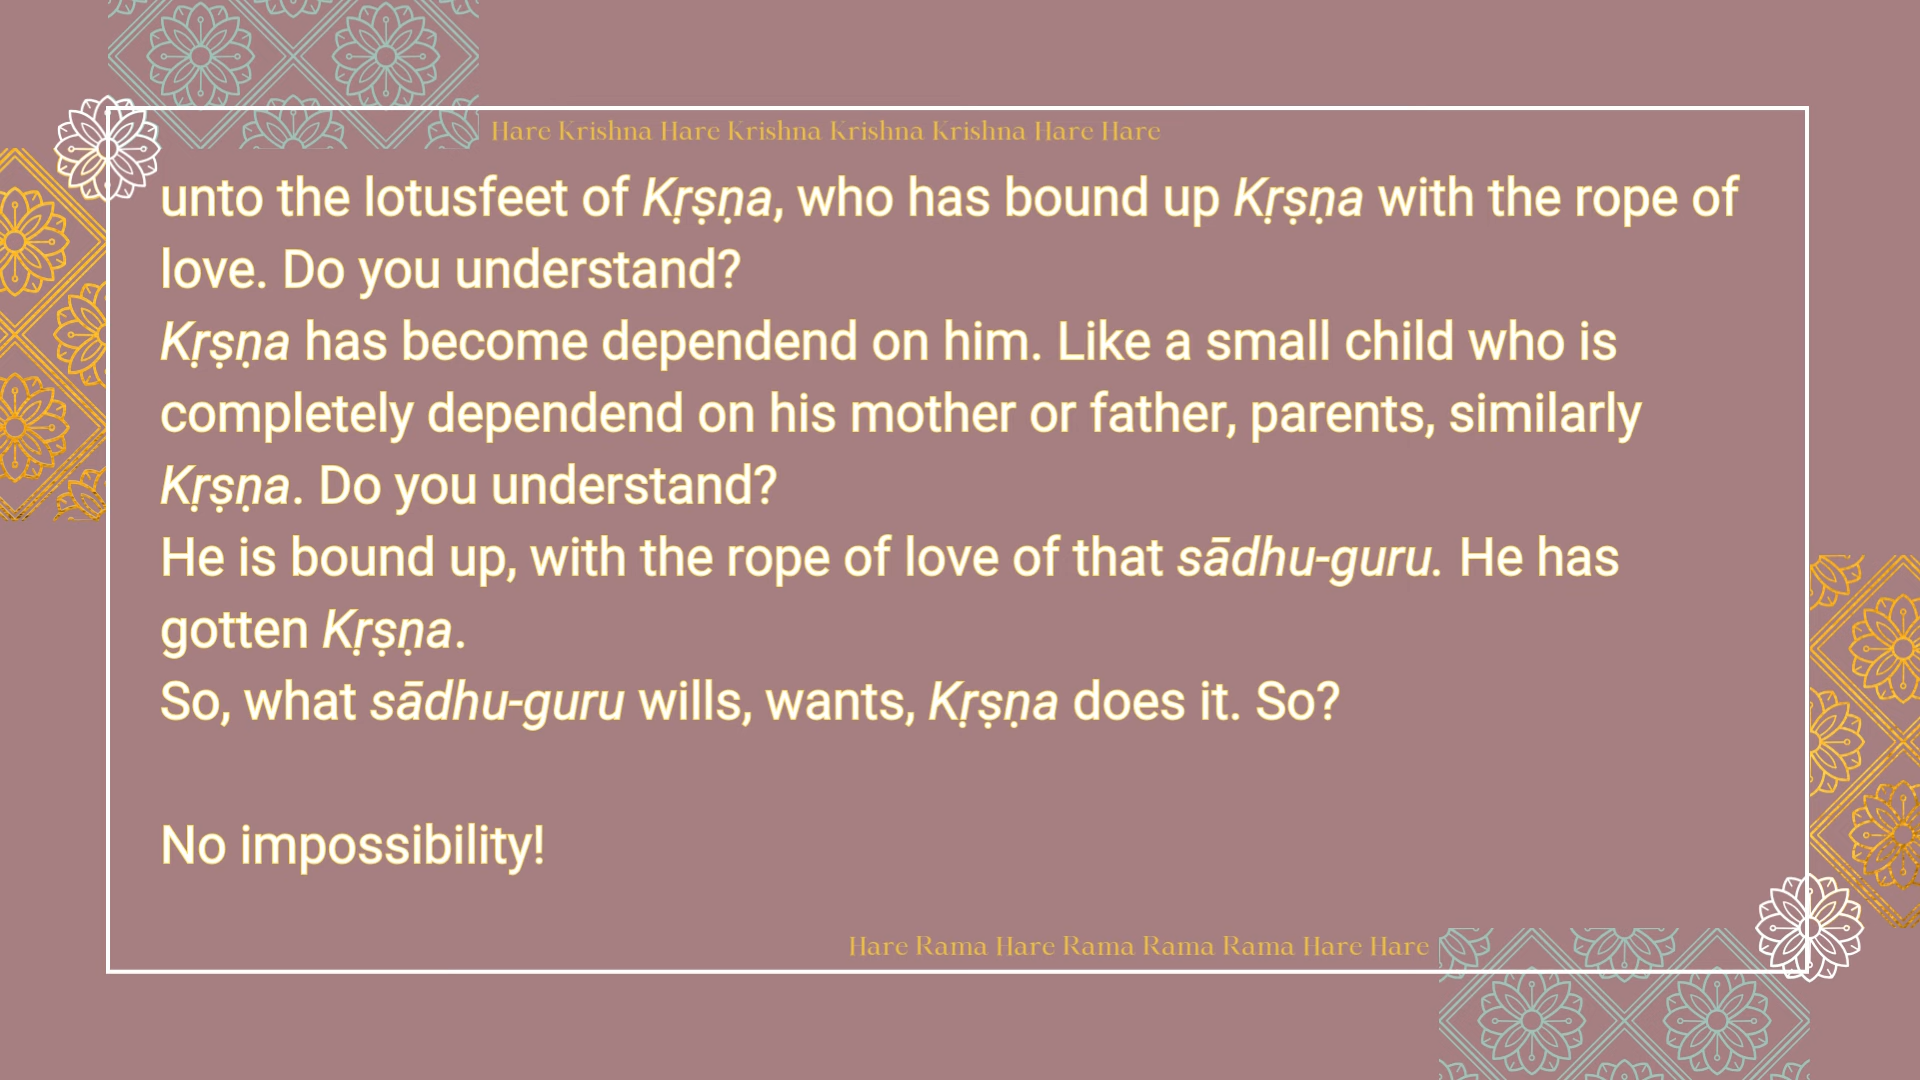 Hare Krishna Hare Krishna Krishna Krishna Hare Hare
unto the lotusfeet of Kṛṣṇa, who has bound up Kṛṣṇa with the rope of
love. Do you understand?
Kṛṣṇa has become dependend on him. Like a small child who is
completely dependend on his mother or father, parents, similarly
Kṛṣṇa. Do you understand?
He is bound up, with the rope of love of that sādhu-guru. He has
gotten Kṛṣṇa.
So, what sādhu-guru wills, wants, Kṛṣṇa does it. So?
No impossibility!
Hare Rama Hare Rama Rama Rama Hare Hare